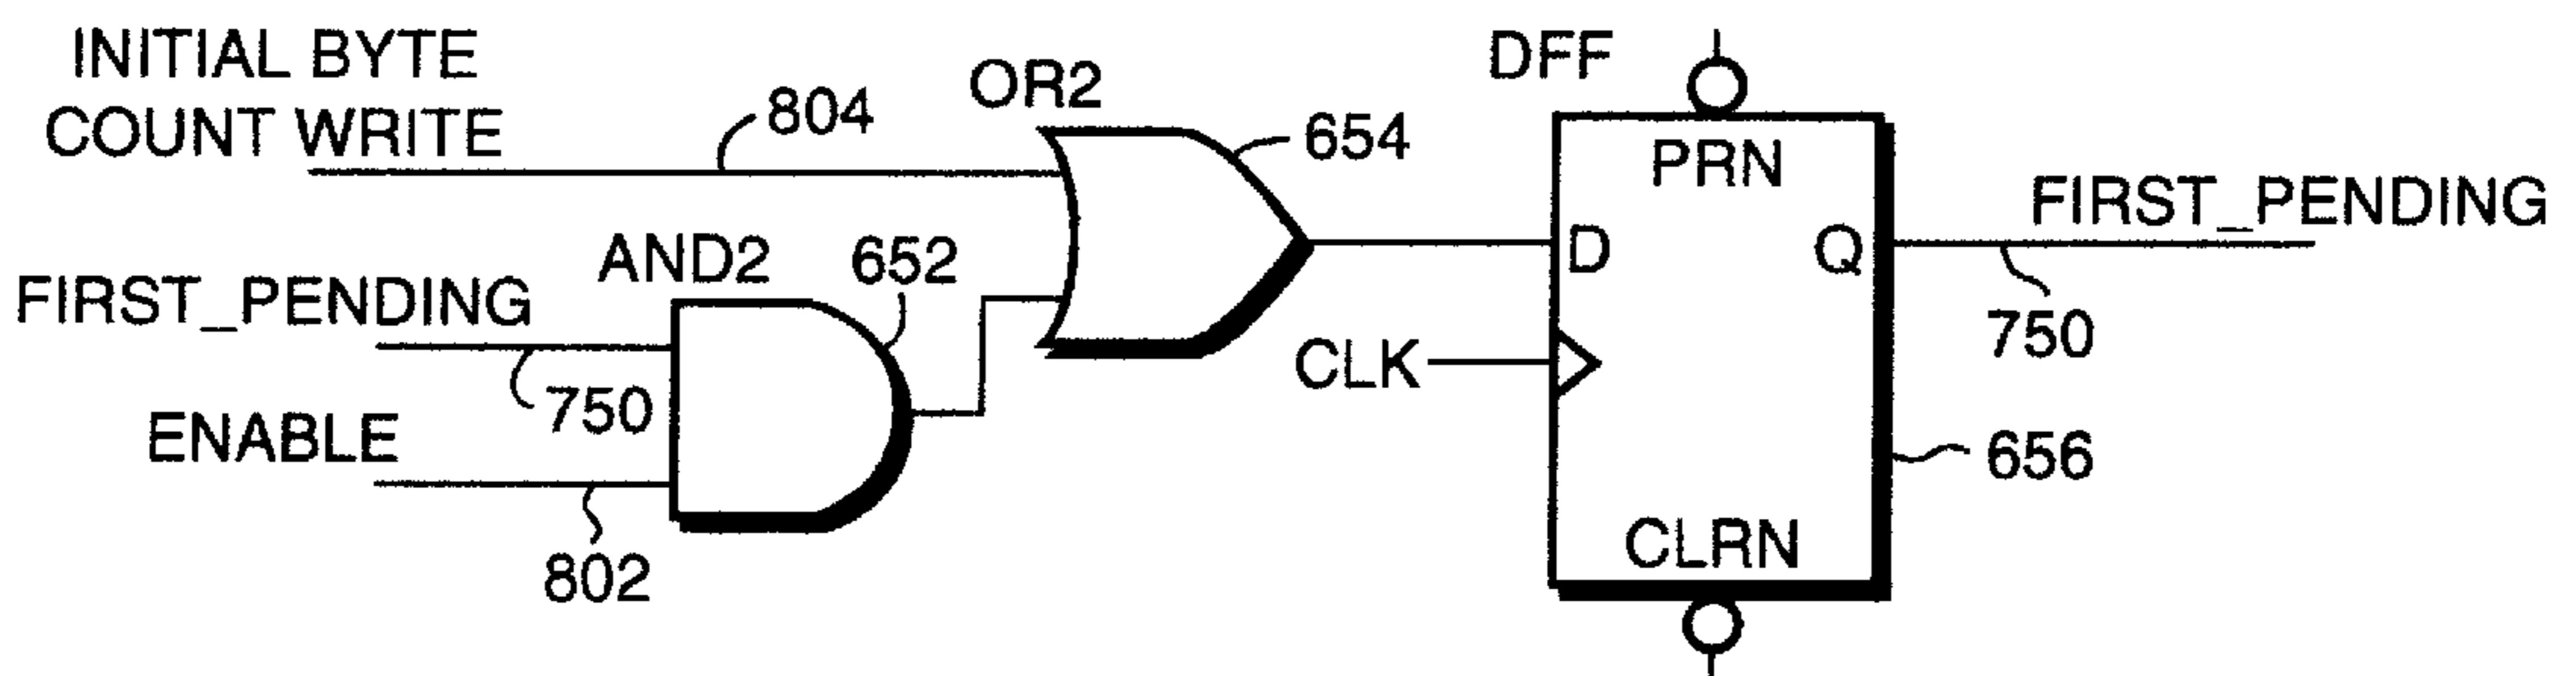 INITIAL BYTE
COUNT WRITE
804
OR2
654
DFF
PRN
D
Q
FIRST_PENDING
750
FIRST_PENDING
750
AND2
652
ENABLE
802
CLK
656
CLRN